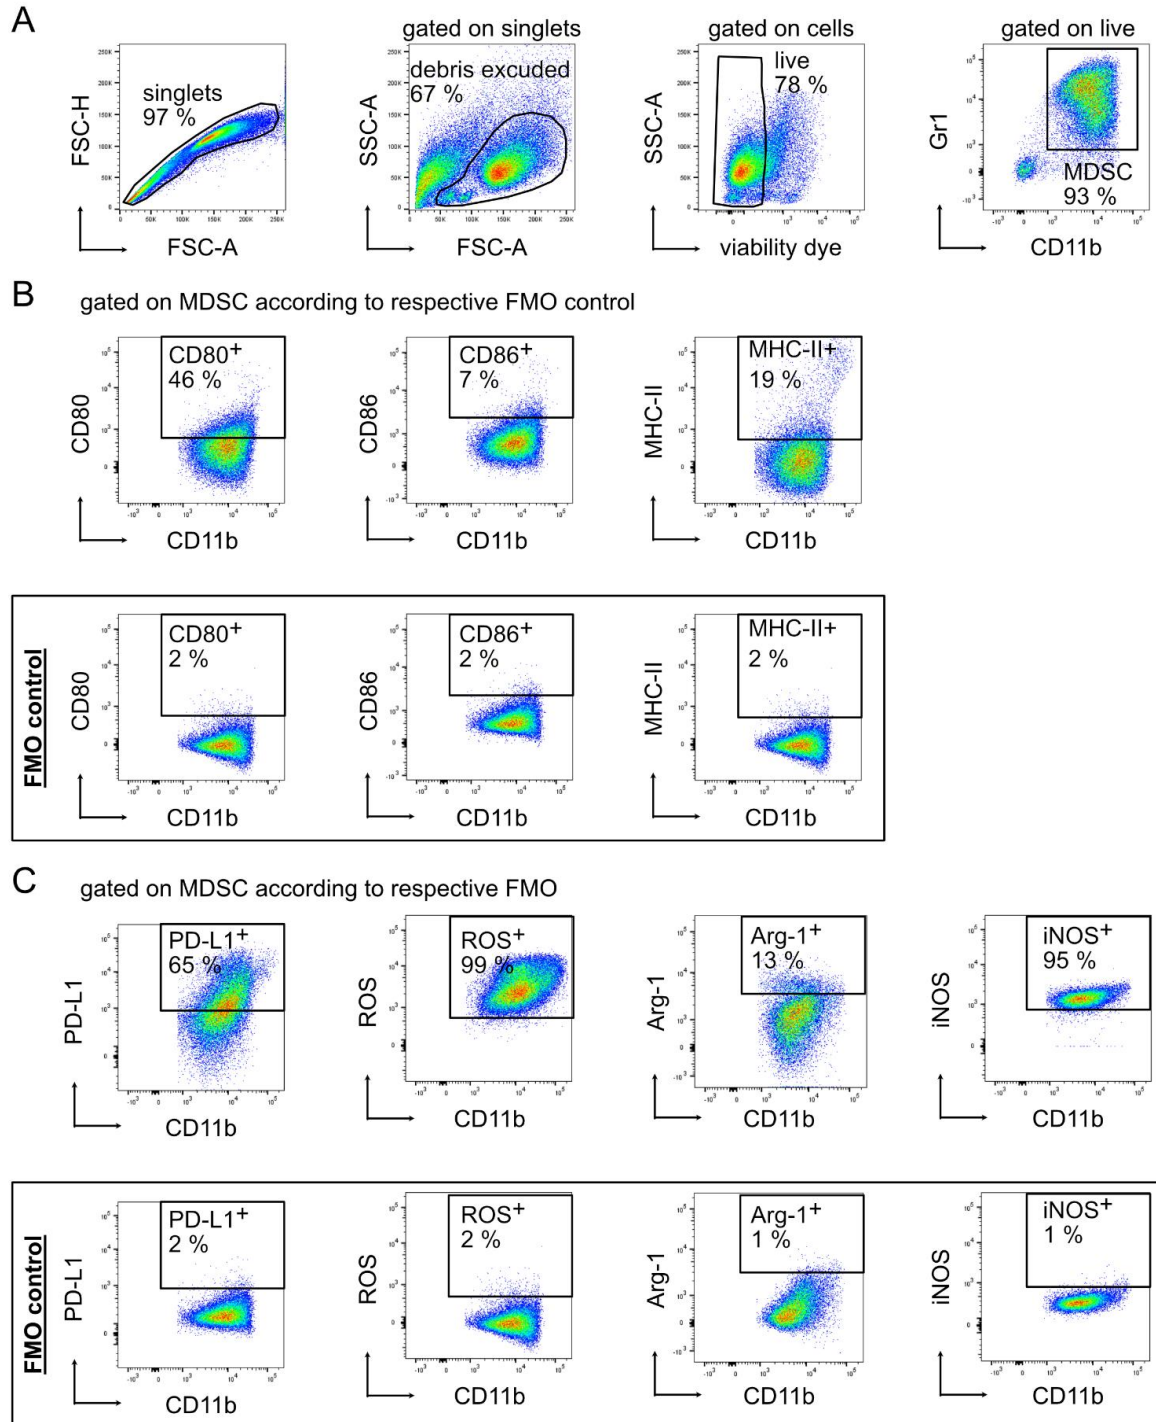 A
gated on singlets
gated on cells
gated on live
singlets
97 %
debris excuded
67 %
live
78 %
MDSC
93 %
FSC-H
FSC-A
SSC-A
FSC-A
SSC-A
viability dye
Gr1
CD11b
B
gated on MDSC according to respective FMO control
CD80+
46 %
CD80
CD11b
CD86+
7 %
CD86
CD11b
MHC-II+
19 %
MHC-II
CD11b
FMO control
CD80+
2 %
CD80
CD11b
CD86+
2 %
CD86
CD11b
MHC-II+
2 %
MHC-II
CD11b
C
gated on MDSC according to respective FMO
PD-L1+
65 %
PD-L1
CD11b
ROS+
99 %
ROS
CD11b
Arg-1+
13 %
Arg-1
CD11b
iNOS+
95 %
iNOS
CD11b
FMO control
PD-L1+
2 %
PD-L1
CD11b
ROS+
2 %
ROS
CD11b
Arg-1+
1 %
Arg-1
CD11b
iNOS+
1 %
iNOS
CD11b